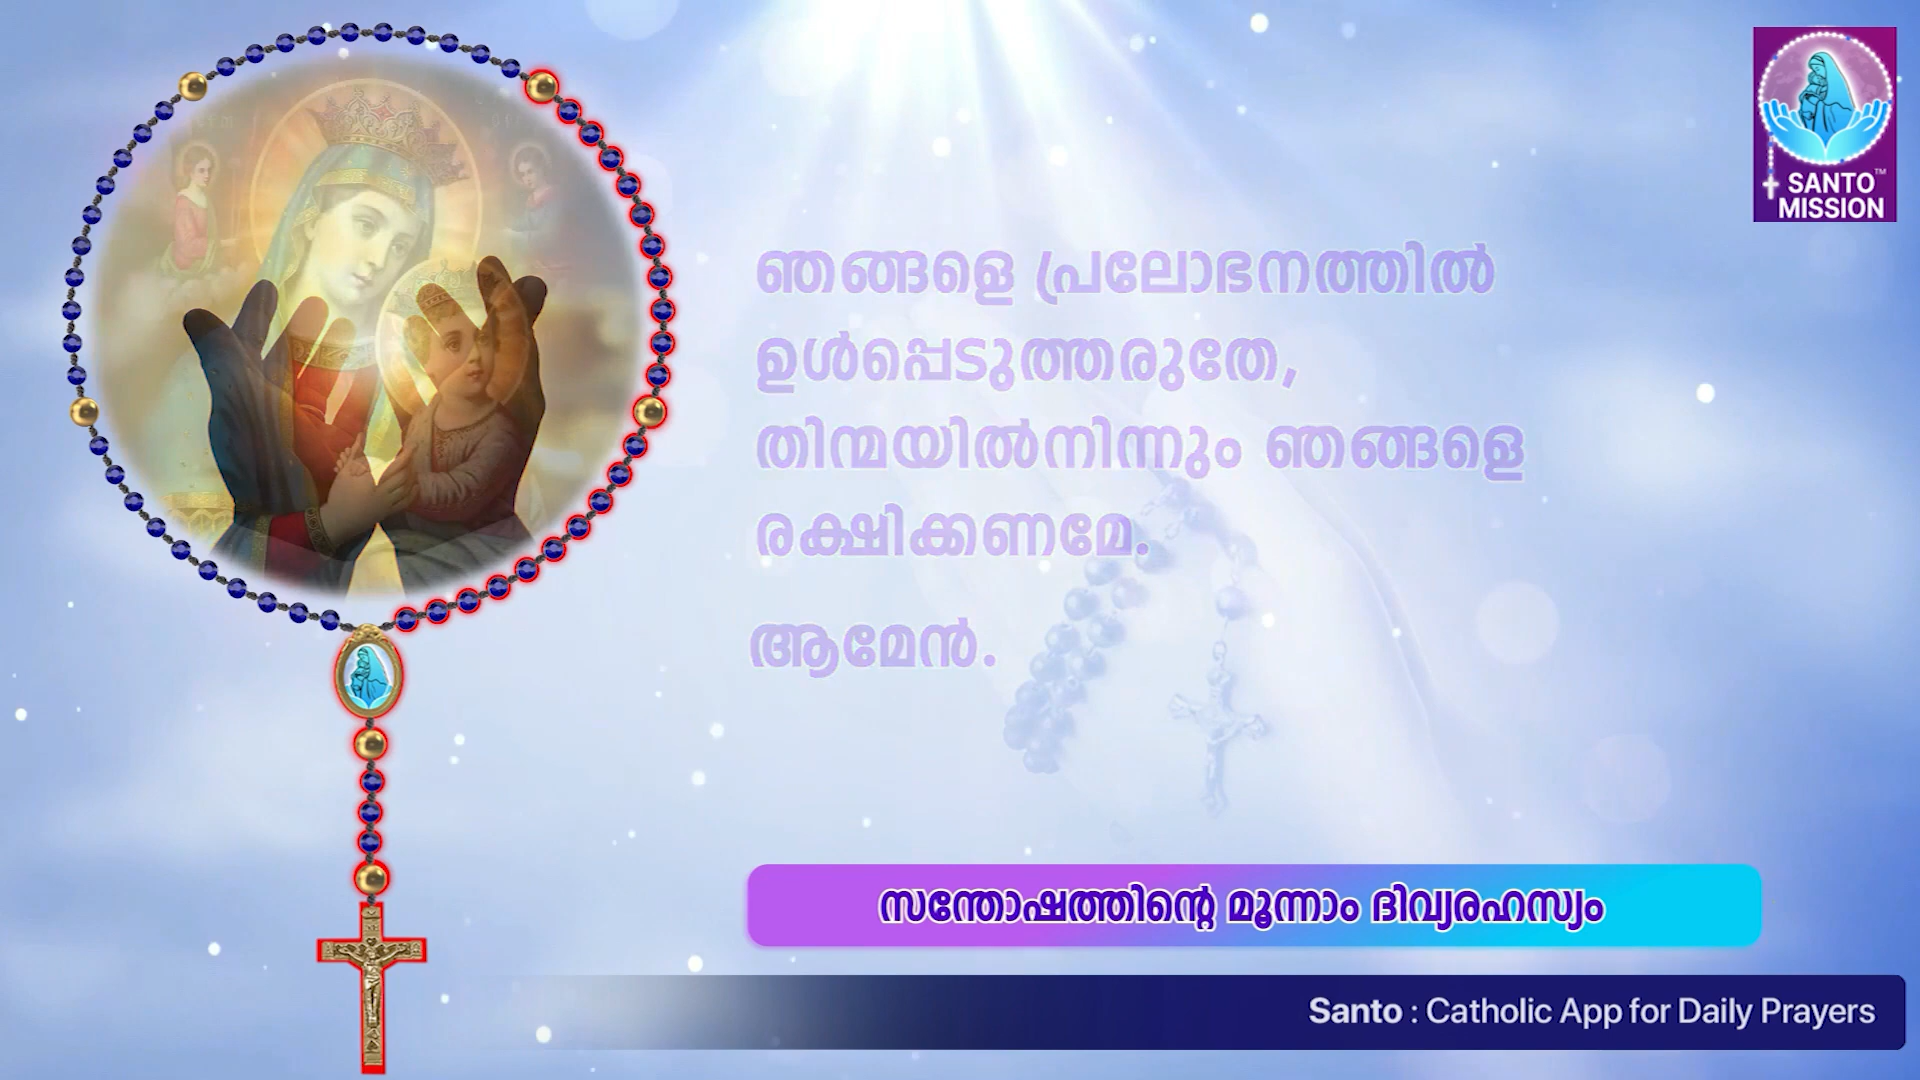 SANTO™
MISSION
ഞങ്ങളെ പ്രലോഭനത്തിൽ
ഉൾപ്പെടുത്തരുതേ,
തിന്മയിൽനിന്നും ഞങ്ങളെ
രക്ഷിക്കണമേ.
ആമേൻ.
സന്തോഷത്തിന്റെ മൂന്നാം ദിവ്യരഹസ്യം
Santo : Catholic App for Daily Prayers